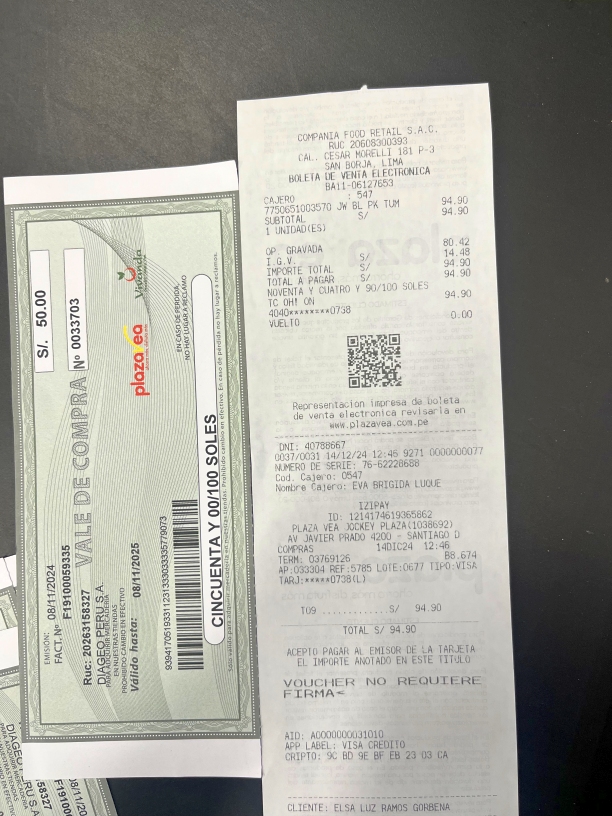 S/. 50.00
Nº 0033703
VALE DE COMPRA
EMISIÓN: 08/11/2024
FACT. Nº F19100059335
Ruc: 20263158327
DIAGEO PERU S.A
PARA ADQUIRIR MERCADERIA
EN NUESTRAS TIENDAS
PROHIBIDO CAMBIO EN EFECTIVO
Válido hasta: 08/11/2025
plazaVea
Vivanda
EN CASO DE PERDIDA,
NO HAY LUGAR A RECLAMO
CINCUENTA Y 00/100 SOLES
COMPANIA FOOD RETAIL S.A.C.
RUC 20608300393
CAL. CESAR MORELLI 181 P-3
SAN BORJA, LIMA
BOLETA DE VENTA ELECTRONICA
BA11-06127653
CAJERO : 547
7750651003570 JW BL PK TUM 94.90
SUBTOTAL S/ 94.90
1 UNIDAD(ES)
OP. GRAVADA 80.42
I.G.V. S/ 14.48
IMPORTE TOTAL S/ 94.90
TOTAL A PAGAR S/ 94.90
NOVENTA Y CUATRO Y 90/100 SOLES
TC OH! ON 94.90
4040********0738
VUELTO 0.00
Representacion impresa de boleta
de venta electronica revisarla en
www.plazavea.com.pe
DNI: 40788667
0037/0031 14/12/24 12:45 9271 0000000077
NUMERO DE SERIE: 76-62228688
Cod. Cajero: 0547
Nombre Cajero: EVA BRIGIDA LUQUE
IZIPAY
ID: 1214174619365862
PLAZA VEA JOCKEY PLAZA(1038692)
AV JAVIER PRADO 4200 - SANTIAGO D
COMPRAS 14DIC24 12:46
TERM: 03769126 B8.674
AP:033304 REF:5785 LOTE:0677 TIPO:VISA
TARJ:*****0738(L)
T09 ............S/ 94.90
TOTAL S/ 94.90
ACEPTO PAGAR AL EMISOR DE LA TARJETA
EL IMPORTE ANOTADO EN ESTE TITULO
VOUCHER NO REQUIERE
FIRMA<
AID: A0000000031010
APP LABEL: VISA CREDITO
CRIPTO: 9C BD 9E BF EB 23 03 CA
CLIENTE: ELSA LUZ RAMOS GORBENA